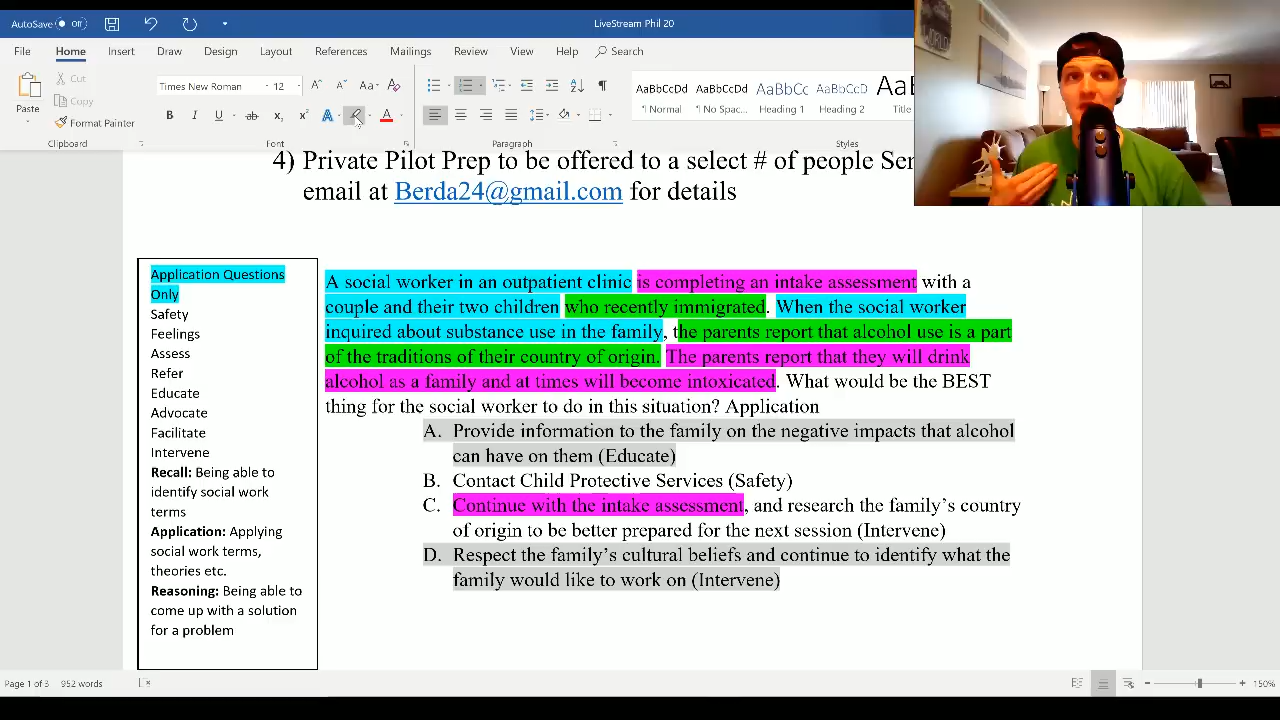 AutoSave Off
LiveStream Phil 20
File Home Insert Draw Design Layout References Mailings Review View Help Search
Paste
Cut
Copy
Format Painter
Clipboard
Times New Roman 12
Font
Paragraph
AaBbCcDd AaBbCcDd AaBbCc AaBbCcD
Normal No Spac... Heading 1 Heading 2 Title
Styles
4) Private Pilot Prep to be offered to a select # of people
email at Berda24@gmail.com for details
Application Questions
Only
Safety
Feelings
Assess
Refer
Educate
Advocate
Facilitate
Intervene
Recall: Being able to
identify social work
terms
Application: Applying
social work terms,
theories etc.
Reasoning: Being able to
come up with a solution
for a problem
A social worker in an outpatient clinic is completing an intake assessment with a
couple and their two children who recently immigrated. When the social worker
inquired about substance use in the family, the parents report that alcohol use is a part
of the traditions of their country of origin. The parents report that they will drink
alcohol as a family and at times will become intoxicated. What would be the BEST
thing for the social worker to do in this situation? Application
A. Provide information to the family on the negative impacts that alcohol
can have on them (Educate)
B. Contact Child Protective Services (Safety)
C. Continue with the intake assessment, and research the family’s country
of origin to be better prepared for the next session (Intervene)
D. Respect the family’s cultural beliefs and continue to identify what the
family would like to work on (Intervene)
Page 1 of 3 952 words
150%